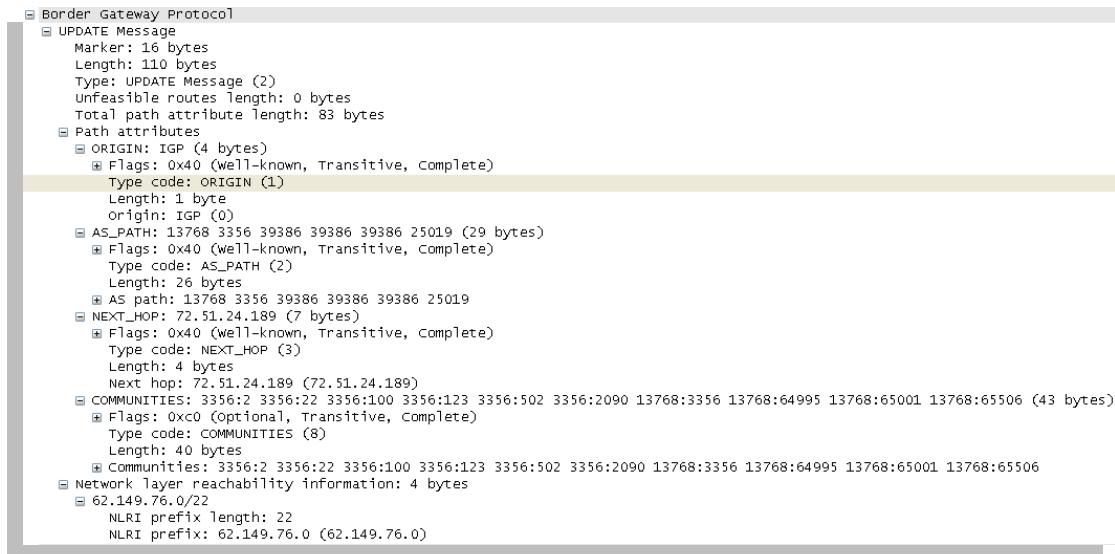 Border Gateway Protocol
UPDATE Message
Marker: 16 bytes
Length: 110 bytes
Type: UPDATE Message (2)
Unfeasible routes length: 0 bytes
Total path attribute length: 83 bytes
Path attributes
ORIGIN: IGP (4 bytes)
Flags: 0x40 (Well-known, Transitive, Complete)
Type code: ORIGIN (1)
Length: 1 byte
Origin: IGP (0)
AS_PATH: 13768 3356 39386 39386 39386 25019 (29 bytes)
Flags: 0x40 (Well-known, Transitive, Complete)
Type code: AS_PATH (2)
Length: 26 bytes
AS path: 13768 3356 39386 39386 39386 25019
NEXT_HOP: 72.51.24.189 (7 bytes)
Flags: 0x40 (Well-known, Transitive, Complete)
Type code: NEXT_HOP (3)
Length: 4 bytes
Next hop: 72.51.24.189 (72.51.24.189)
COMMUNITIES: 3356:2 3356:22 3356:100 3356:123 3356:502 3356:2090 13768:3356 13768:64995 13768:65001 13768:65506 (43 bytes)
Flags: 0xc0 (Optional, Transitive, Complete)
Type code: COMMUNITIES (8)
Length: 40 bytes
Communities: 3356:2 3356:22 3356:100 3356:123 3356:502 3356:2090 13768:3356 13768:64995 13768:65001 13768:65506
Network layer reachability information: 4 bytes
62.149.76.0/22
NLRI prefix length: 22
NLRI prefix: 62.149.76.0 (62.149.76.0)